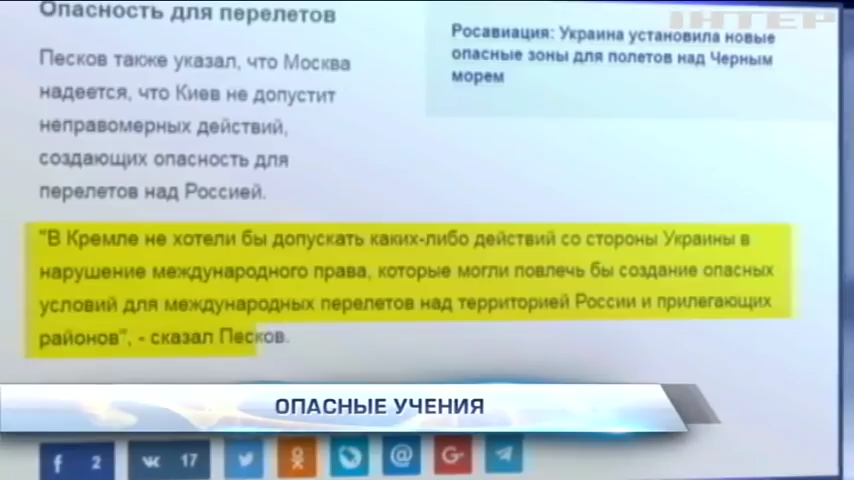 ІНТЕР
Опасность для перелетов
Песков также указал, что Москва
надеется, что Киев не допустит
неправомерных действий,
создающих опасность для
перелетов над Россией.
Росавиация: Украина установила новые
опасные зоны для полетов над Черным
морем
"В Кремле не хотели бы допускать каких-либо действий со стороны Украины в
нарушение международного права, которые могли повлечь бы создание опасных
условий для международных перелетов над территорией России и прилегающих
районов", - сказал Песков.
ОПАСНЫЕ УЧЕНИЯ
f 2
17
@
G+